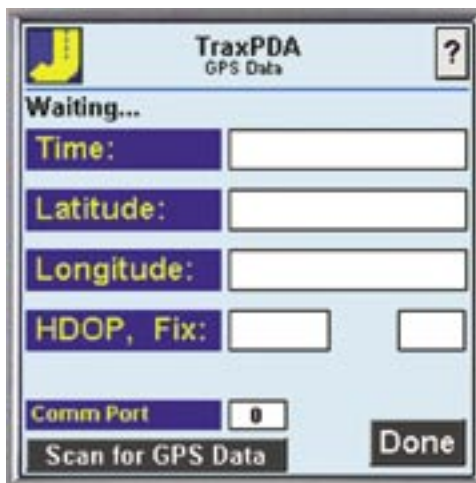 TraxPDA
GPS Data
?
Waiting...
Time:
Latitude:
Longitude:
HDOP, Fix:
Comm Port 0
Scan for GPS Data
Done